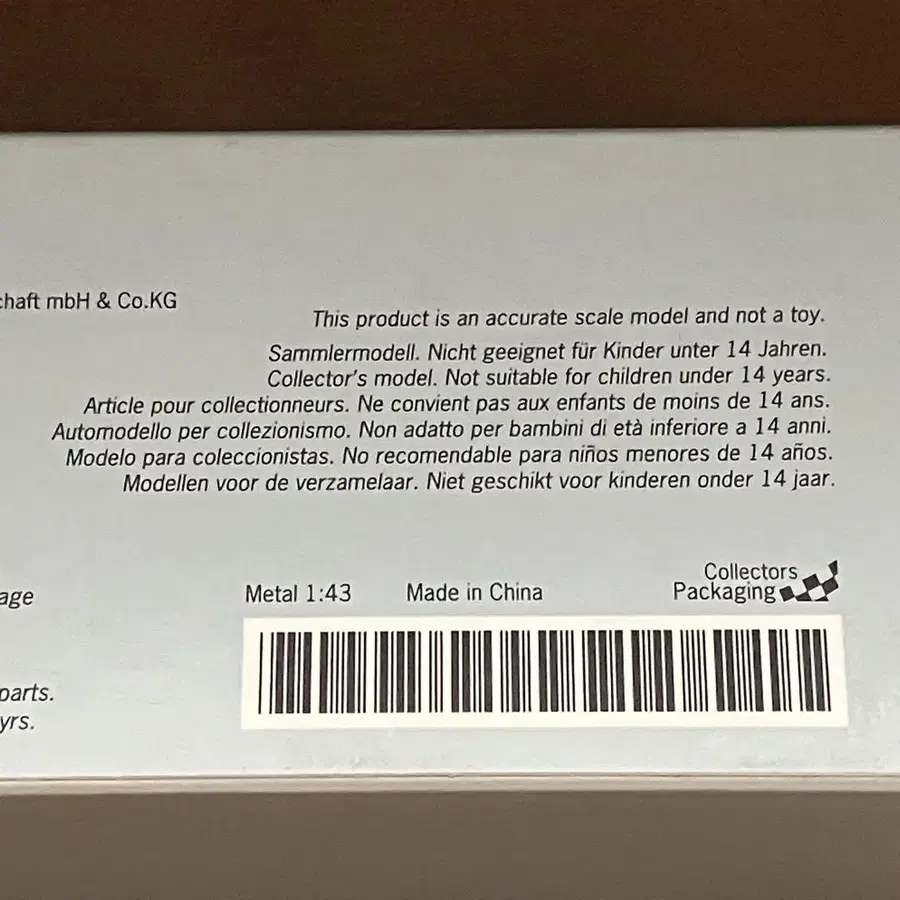 chaft mbH & Co.KG
This product is an accurate scale model and not a toy.
Sammlermodell. Nicht geeignet für Kinder unter 14 Jahren.
Collector's model. Not suitable for children under 14 years.
Article pour collectionneurs. Ne convient pas aux enfants de moins de 14 ans.
Automodello per collezionismo. Non adatto per bambini di età inferiore a 14 anni.
Modelo para coleccionistas. No recomendable para niños menores de 14 años.
Modellen voor de verzamelaar. Niet geschikt voor kinderen onder 14 jaar.
age
Metal 1:43 Made in China
Collectors
Packaging
parts.
yrs.